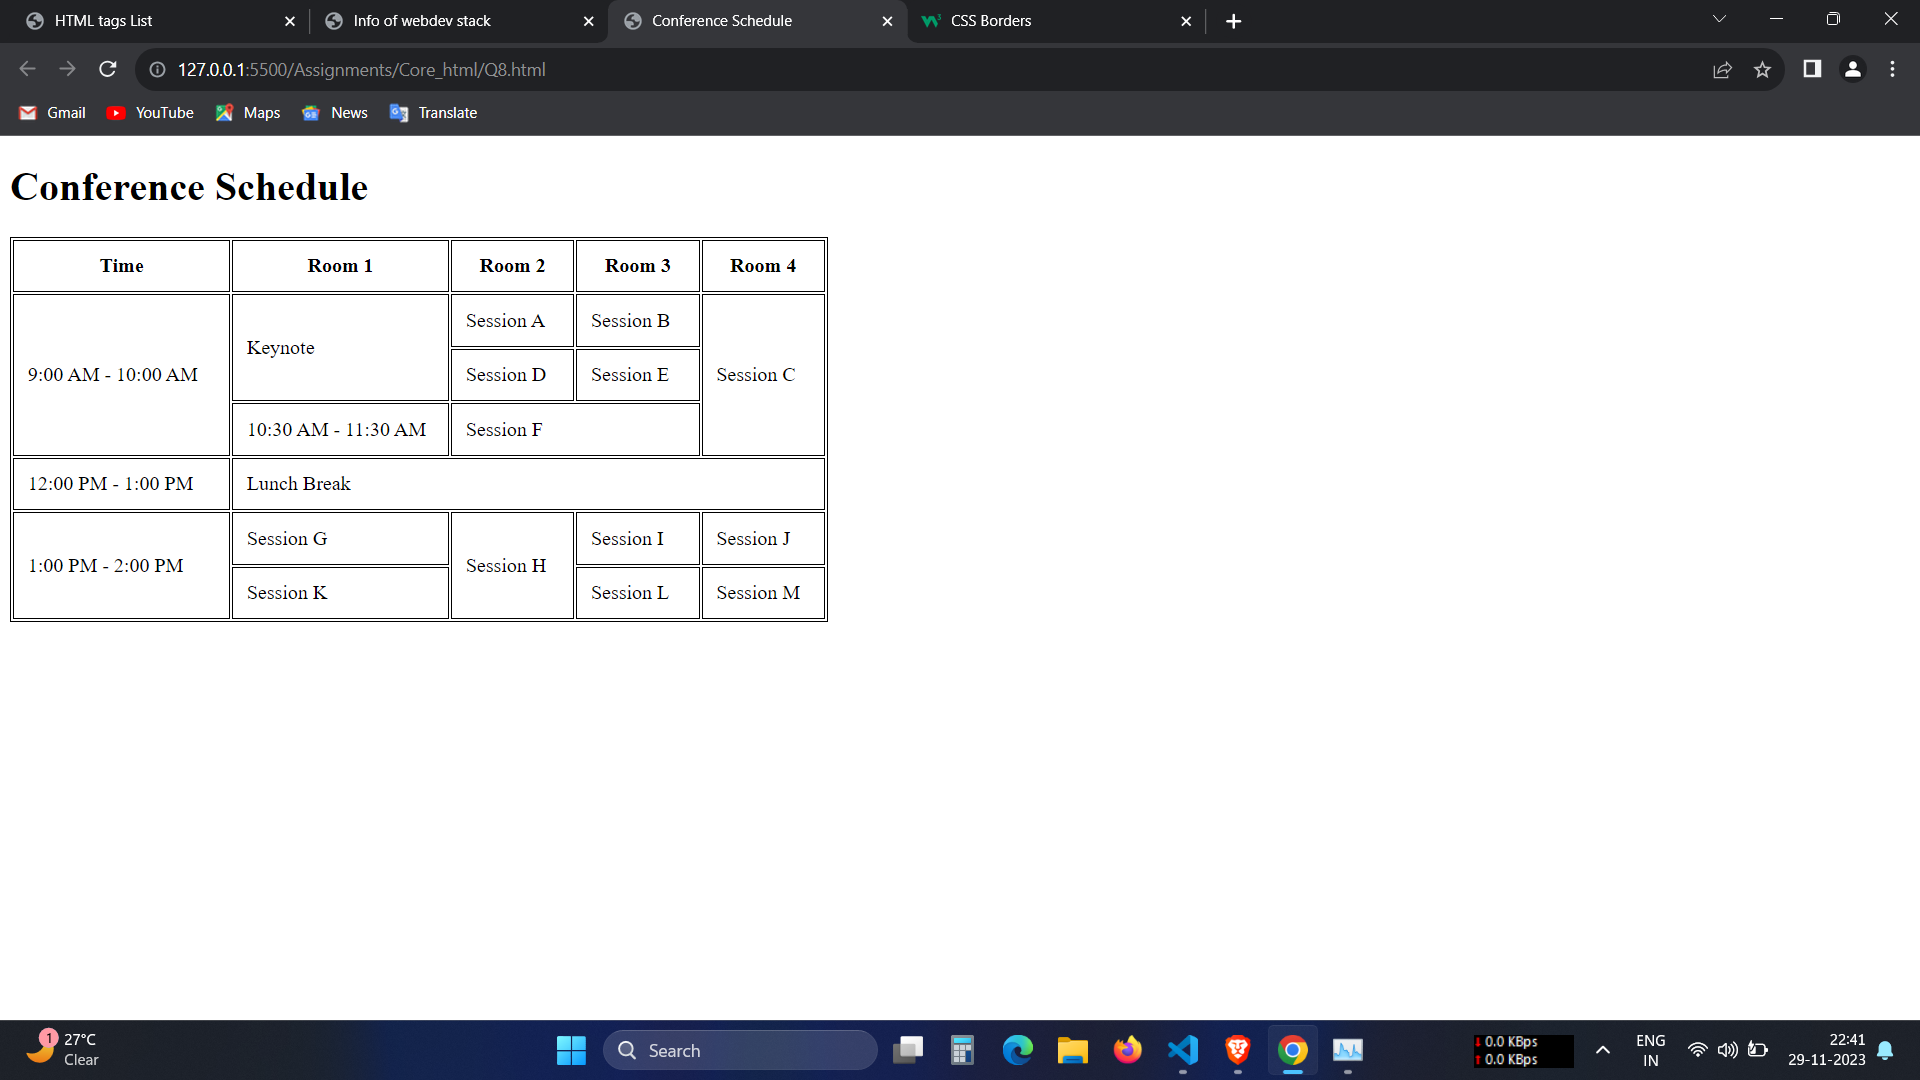 HTML tags List
Info of webdev stack
Conference Schedule
CSS Borders
127.0.0.1:5500/Assignments/Core_html/Q8.html
Gmail YouTube Maps News Translate
Conference Schedule
Time Room 1 Room 2 Room 3 Room 4
9:00 AM - 10:00 AM Keynote Session A Session B Session C
Session D Session E
10:30 AM - 11:30 AM Session F
12:00 PM - 1:00 PM Lunch Break
1:00 PM - 2:00 PM Session G Session H Session I Session J
Session K Session L Session M
1
27°C
Clear
Search
0.0 KBps
0.0 KBps
ENG
IN
22:41
29-11-2023